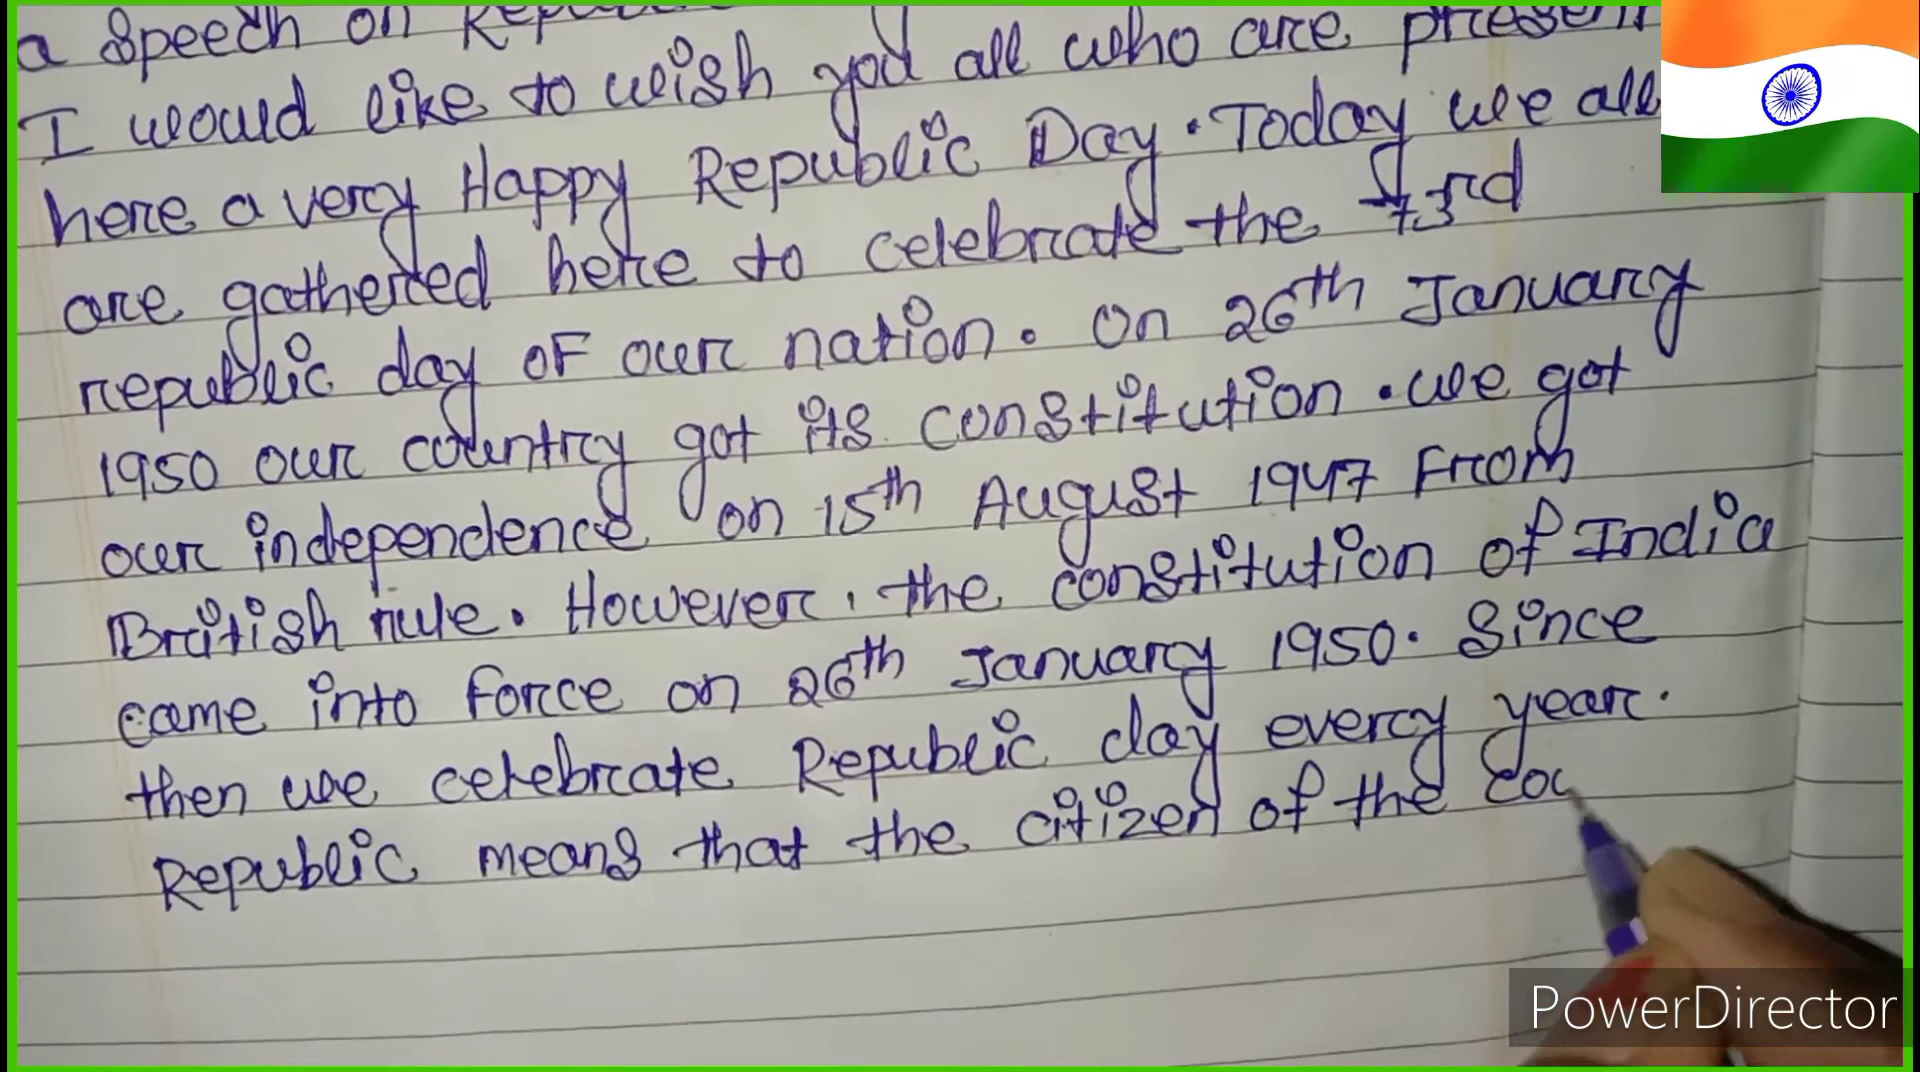 a speech on Republic
I would like to wish you all who are present
here a very Happy Republic Day. Today we all
are gathered here to celebrate the 73rd
republic day of our nation. On 26th January
1950 our country got its constitution. we got
our independence on 15th August 1947 From
British rule. However, the constitution of India
came into force on 26th January 1950. Since
then we celebrate Republic day every year.
Republic means that the citizen of the cou
PowerDirector